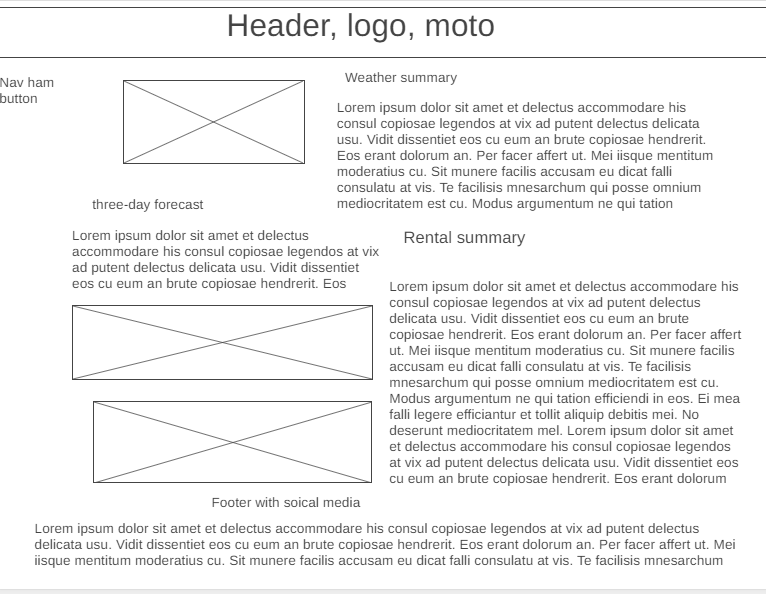 Header, logo, moto
Nav ham
button
Weather summary
Lorem ipsum dolor sit amet et delectus accommodare his
consul copiosae legendos at vix ad putent delectus delicata
usu. Vidit dissentiet eos cu eum an brute copiosae hendrerit.
Eos erant dolorum an. Per facer affert ut. Mei iisque mentitum
moderatius cu. Sit munere facilis accusam eu dicat falli
consulatu at vis. Te facilisis mnesarchum qui posse omnium
mediocritatem est cu. Modus argumentum ne qui tation
three-day forecast
Lorem ipsum dolor sit amet et delectus
accommodare his consul copiosae legendos at vix
ad putent delectus delicata usu. Vidit dissentiet
eos cu eum an brute copiosae hendrerit. Eos
Rental summary
Lorem ipsum dolor sit amet et delectus accommodare his
consul copiosae legendos at vix ad putent delectus
delicata usu. Vidit dissentiet eos cu eum an brute
copiosae hendrerit. Eos erant dolorum an. Per facer affert
ut. Mei iisque mentitum moderatius cu. Sit munere facilis
accusam eu dicat falli consulatu at vis. Te facilisis
mnesarchum qui posse omnium mediocritatem est cu.
Modus argumentum ne qui tation efficiendi in eos. Ei mea
falli legere efficiantur et tollit aliquip debitis mei. No
deserunt mediocritatem mel. Lorem ipsum dolor sit amet
et delectus accommodare his consul copiosae legendos
at vix ad putent delectus delicata usu. Vidit dissentiet eos
cu eum an brute copiosae hendrerit. Eos erant dolorum
Footer with soical media
Lorem ipsum dolor sit amet et delectus accommodare his consul copiosae legendos at vix ad putent delectus
delicata usu. Vidit dissentiet eos cu eum an brute copiosae hendrerit. Eos erant dolorum an. Per facer affert ut. Mei
iisque mentitum moderatius cu. Sit munere facilis accusam eu dicat falli consulatu at vis. Te facilisis mnesarchum